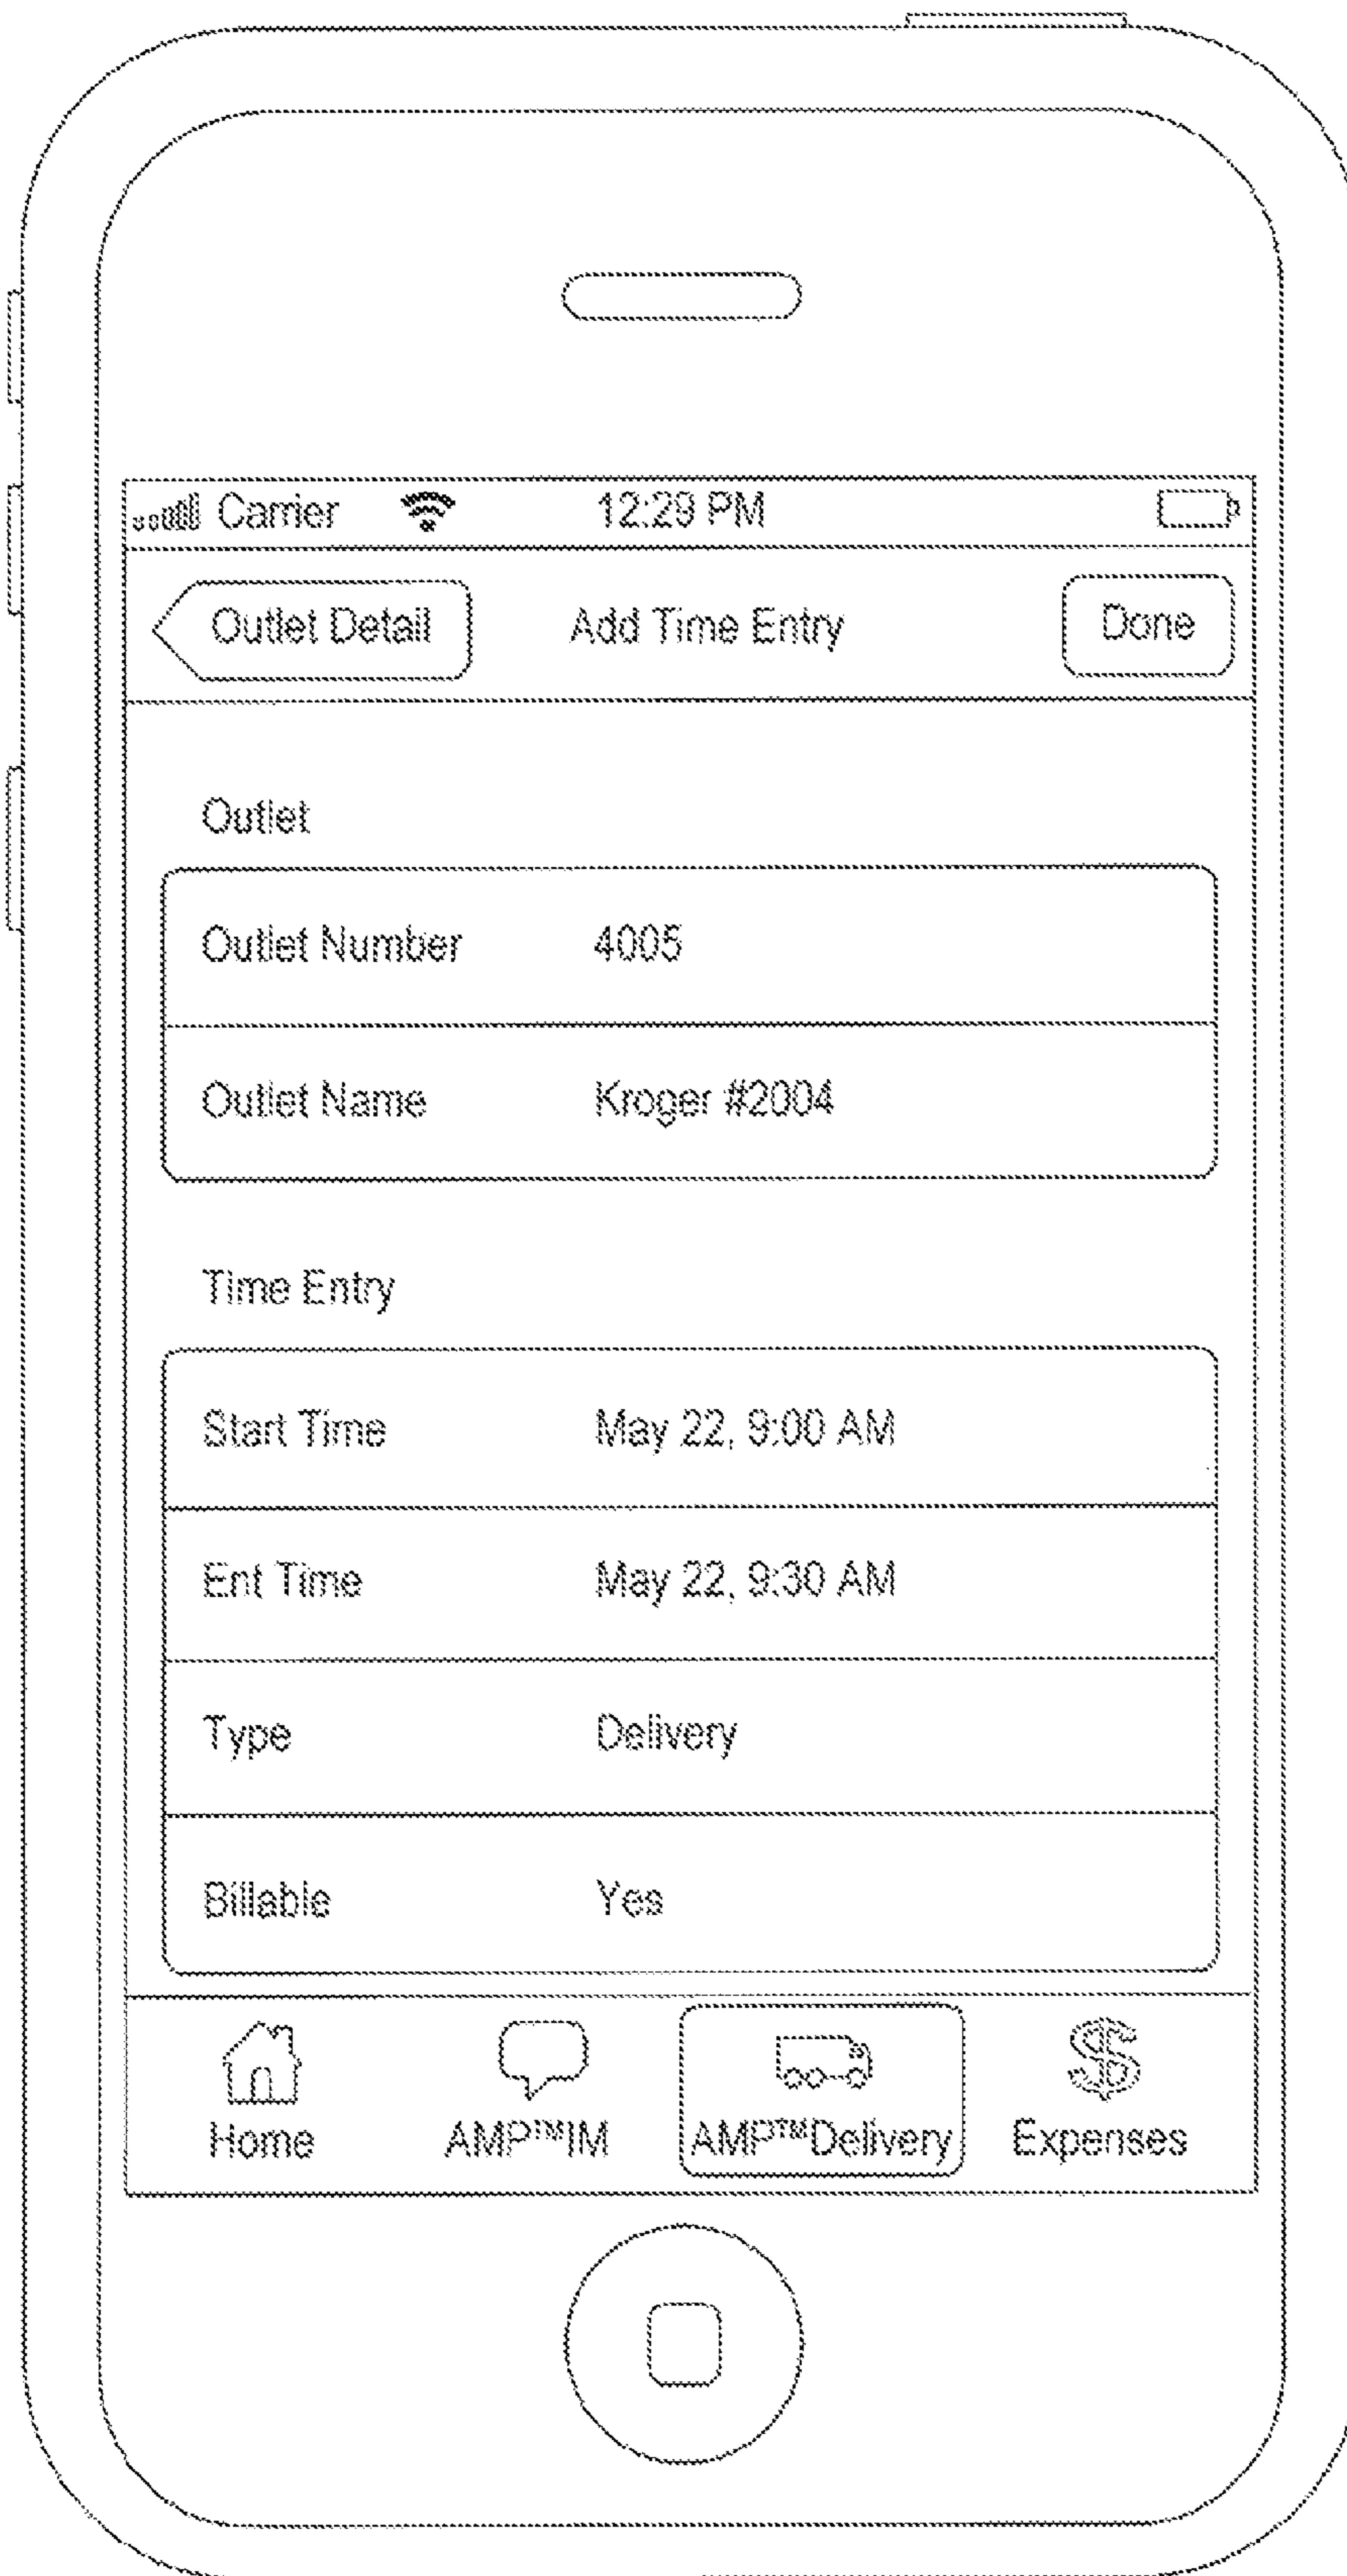 Carrier 12:29 PM
Outlet Detail Add Time Entry Done
Outlet
Outlet Number 4005
Outlet Name Kroger #2004
Time Entry
Start Time May 22, 9:00 AM
Ent Time May 22, 9:30 AM
Type Delivery
Billable Yes
$
Home AMP™IM AMP™Delivery Expenses